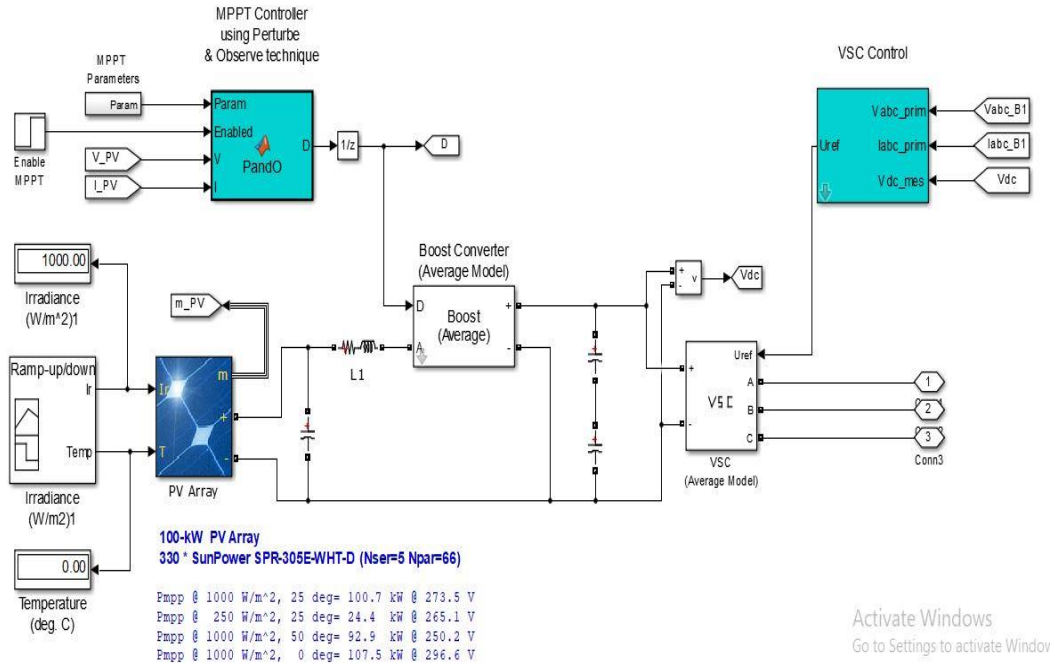 MPPT Controller
using Perturbe
& Observe technique
MPPT
Parameters
Param
Enable
MPPT
V_PV
I_PV
Param
Enabled
V
I
D
PandO
1/z
D
VSC Control
Vabc_prim
Iabc_prim
Vdc_mes
Uref
Vabc_B1
Iabc_B1
Vdc
1000.00
Irradiance
(W/m^2)1
m_PV
Boost Converter
(Average Model)
D
A
Boost
(Average)
+
-
+
-
v
Vdc
L1
Ramp-up/down
Ir
Temp
Irradiance
(W/m2)1
Ir
T
m
+
-
PV Array
Uref
+
-
A
B
C
VSC
VSC
(Average Model)
1
2
3
Conn3
0.00
Temperature
(deg. C)
100-kW PV Array
330 * SunPower SPR-305E-WHT-D (Nser=5 Npar=66)
Pmpp @ 1000 W/m^2, 25 deg= 100.7 kW @ 273.5 V
Pmpp @ 250 W/m^2, 25 deg= 24.4 kW @ 265.1 V
Pmpp @ 1000 W/m^2, 50 deg= 92.9 kW @ 250.2 V
Pmpp @ 1000 W/m^2, 0 deg= 107.5 kW @ 296.6 V
Activate Windows
Go to Settings to activate Window